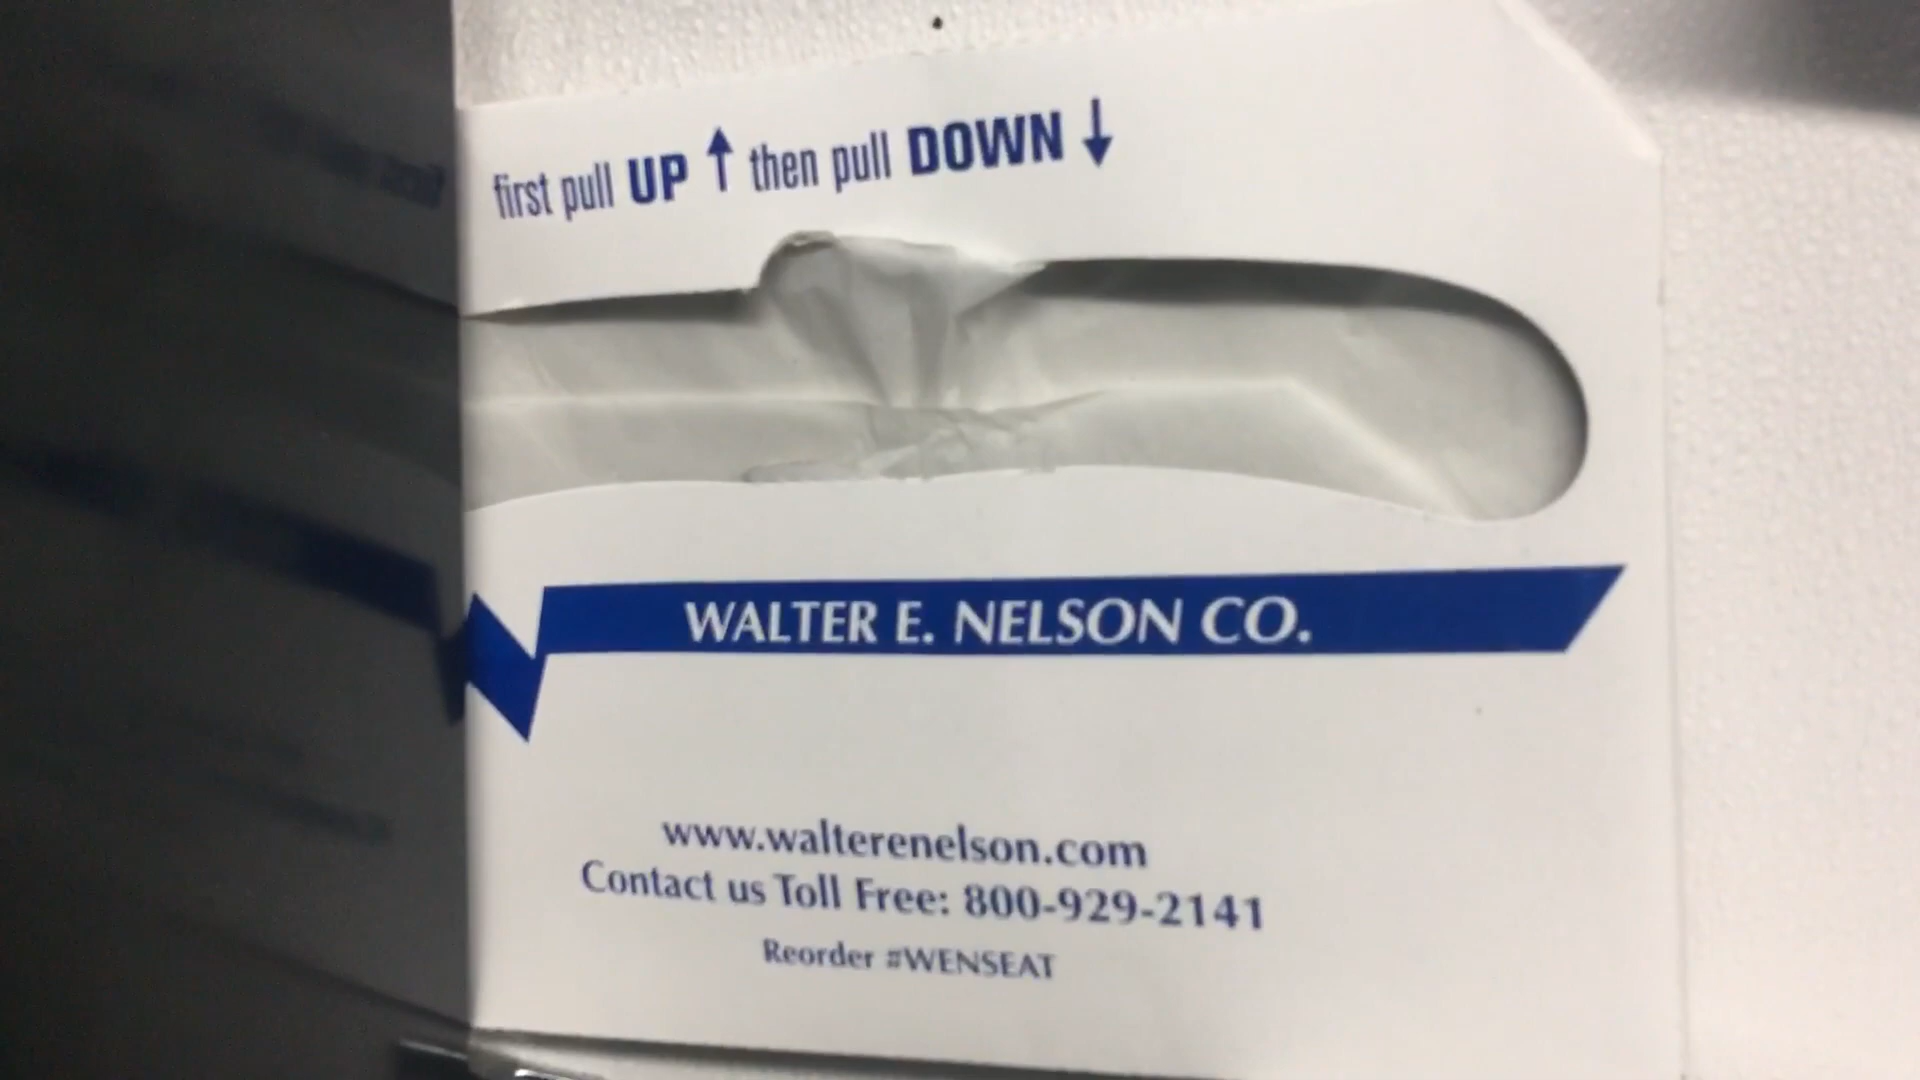 first pull UP ↑ then pull DOWN ↓
WALTER E. NELSON CO.
www.walterenelson.com
Contact us Toll Free: 800-929-2141
Reorder #WENSEAT